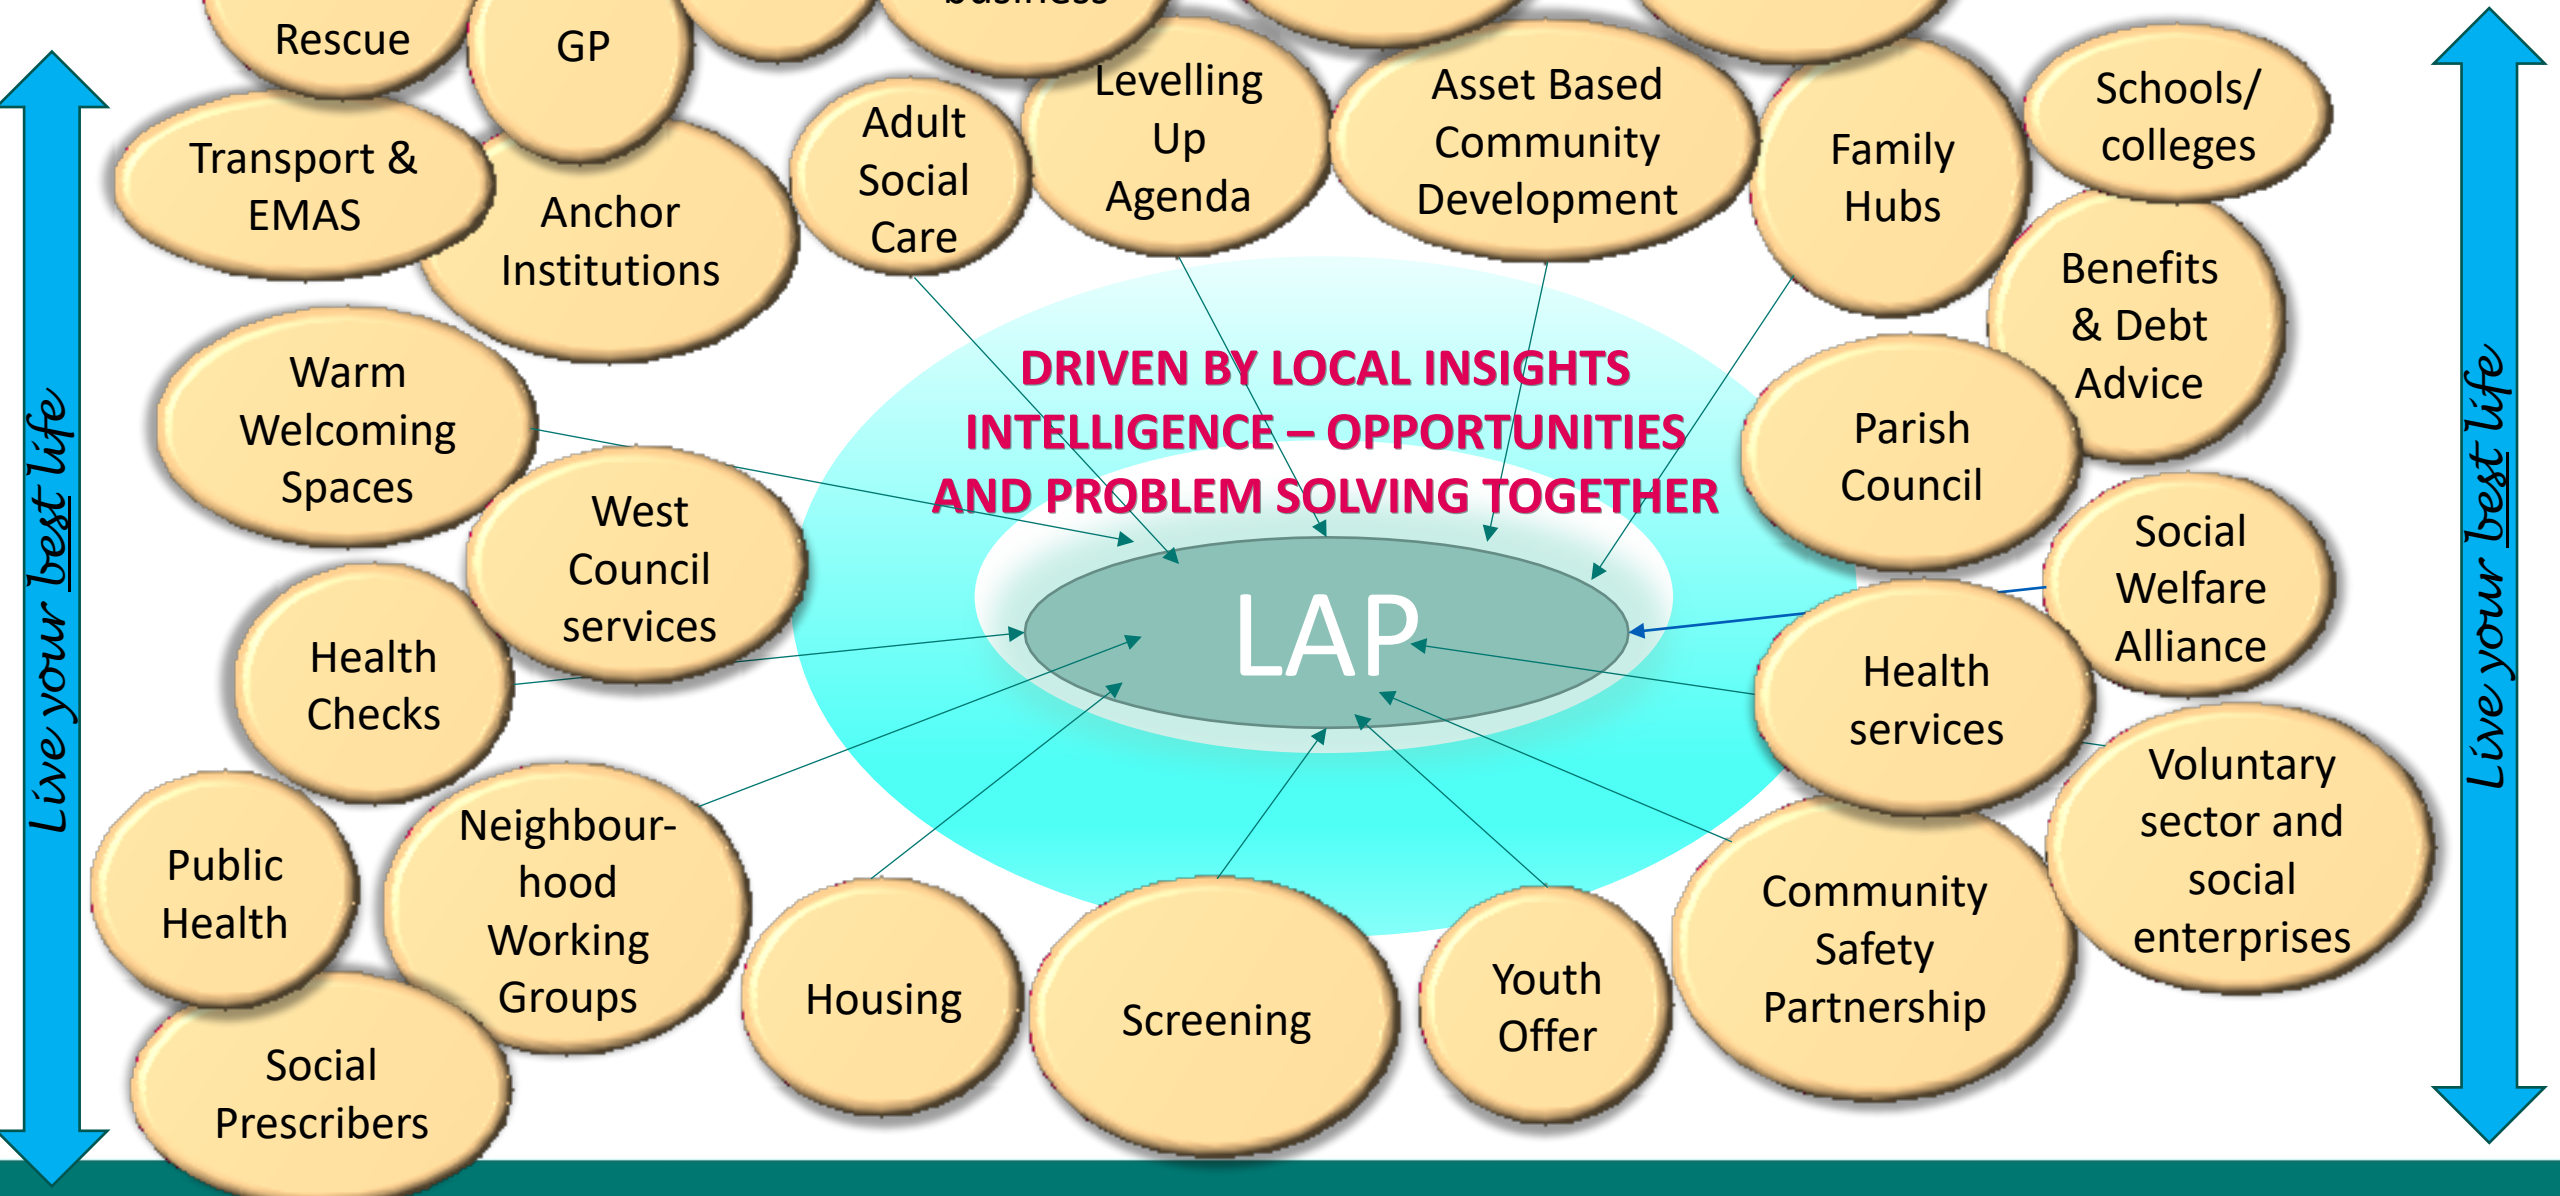 business
Rescue
GP
Levelling
Up
Agenda
Asset Based
Community
Development
Schools/
colleges
Adult
Social
Care
Family
Hubs
Transport &
EMAS
Anchor
Institutions
Benefits
& Debt
Advice
DRIVEN BY LOCAL INSIGHTS
INTELLIGENCE – OPPORTUNITIES
AND PROBLEM SOLVING TOGETHER
Warm
Welcoming
Spaces
Parish
Council
West
Council
services
Social
Welfare
Alliance
LAP
Live your best life
Live your best life
Health
Checks
Health
services
Voluntary
sector and
social
enterprises
Public
Health
Neighbour-
hood
Working
Groups
Community
Safety
Partnership
Housing
Screening
Youth
Offer
Social
Prescribers